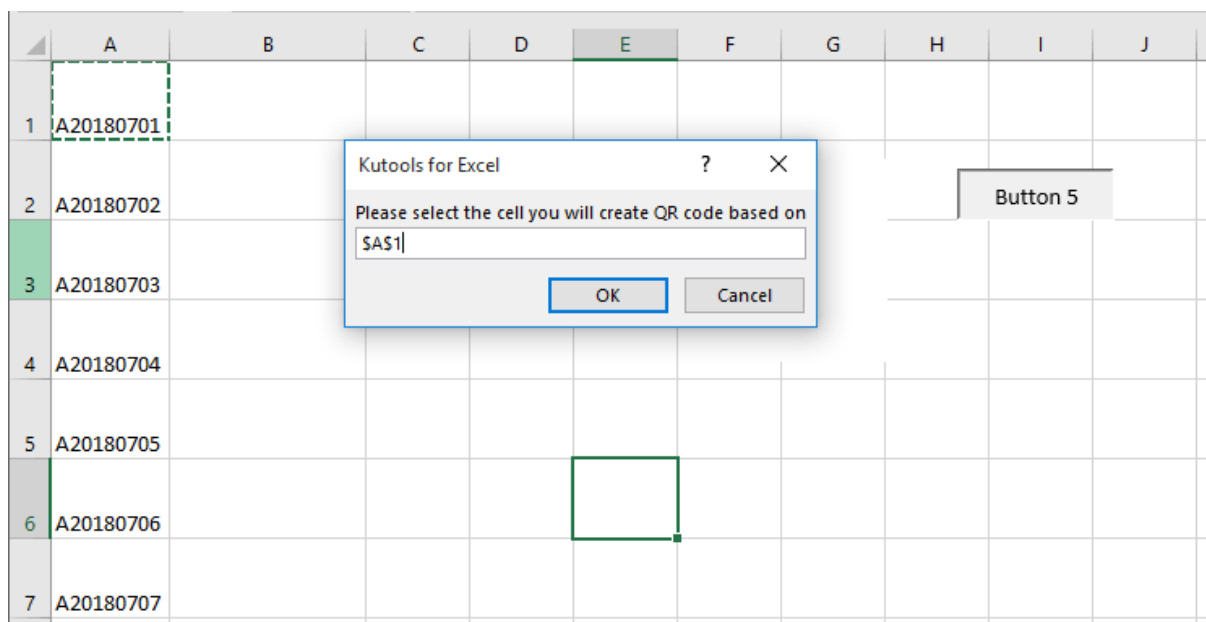 A B C D E F G H I J
1 A20180701
Kutools for Excel ? X
2 A20180702 Button 5
Please select the cell you will create QR code based on
$A$1
3 A20180703
OK Cancel
4 A20180704
5 A20180705
6 A20180706
7 A20180707